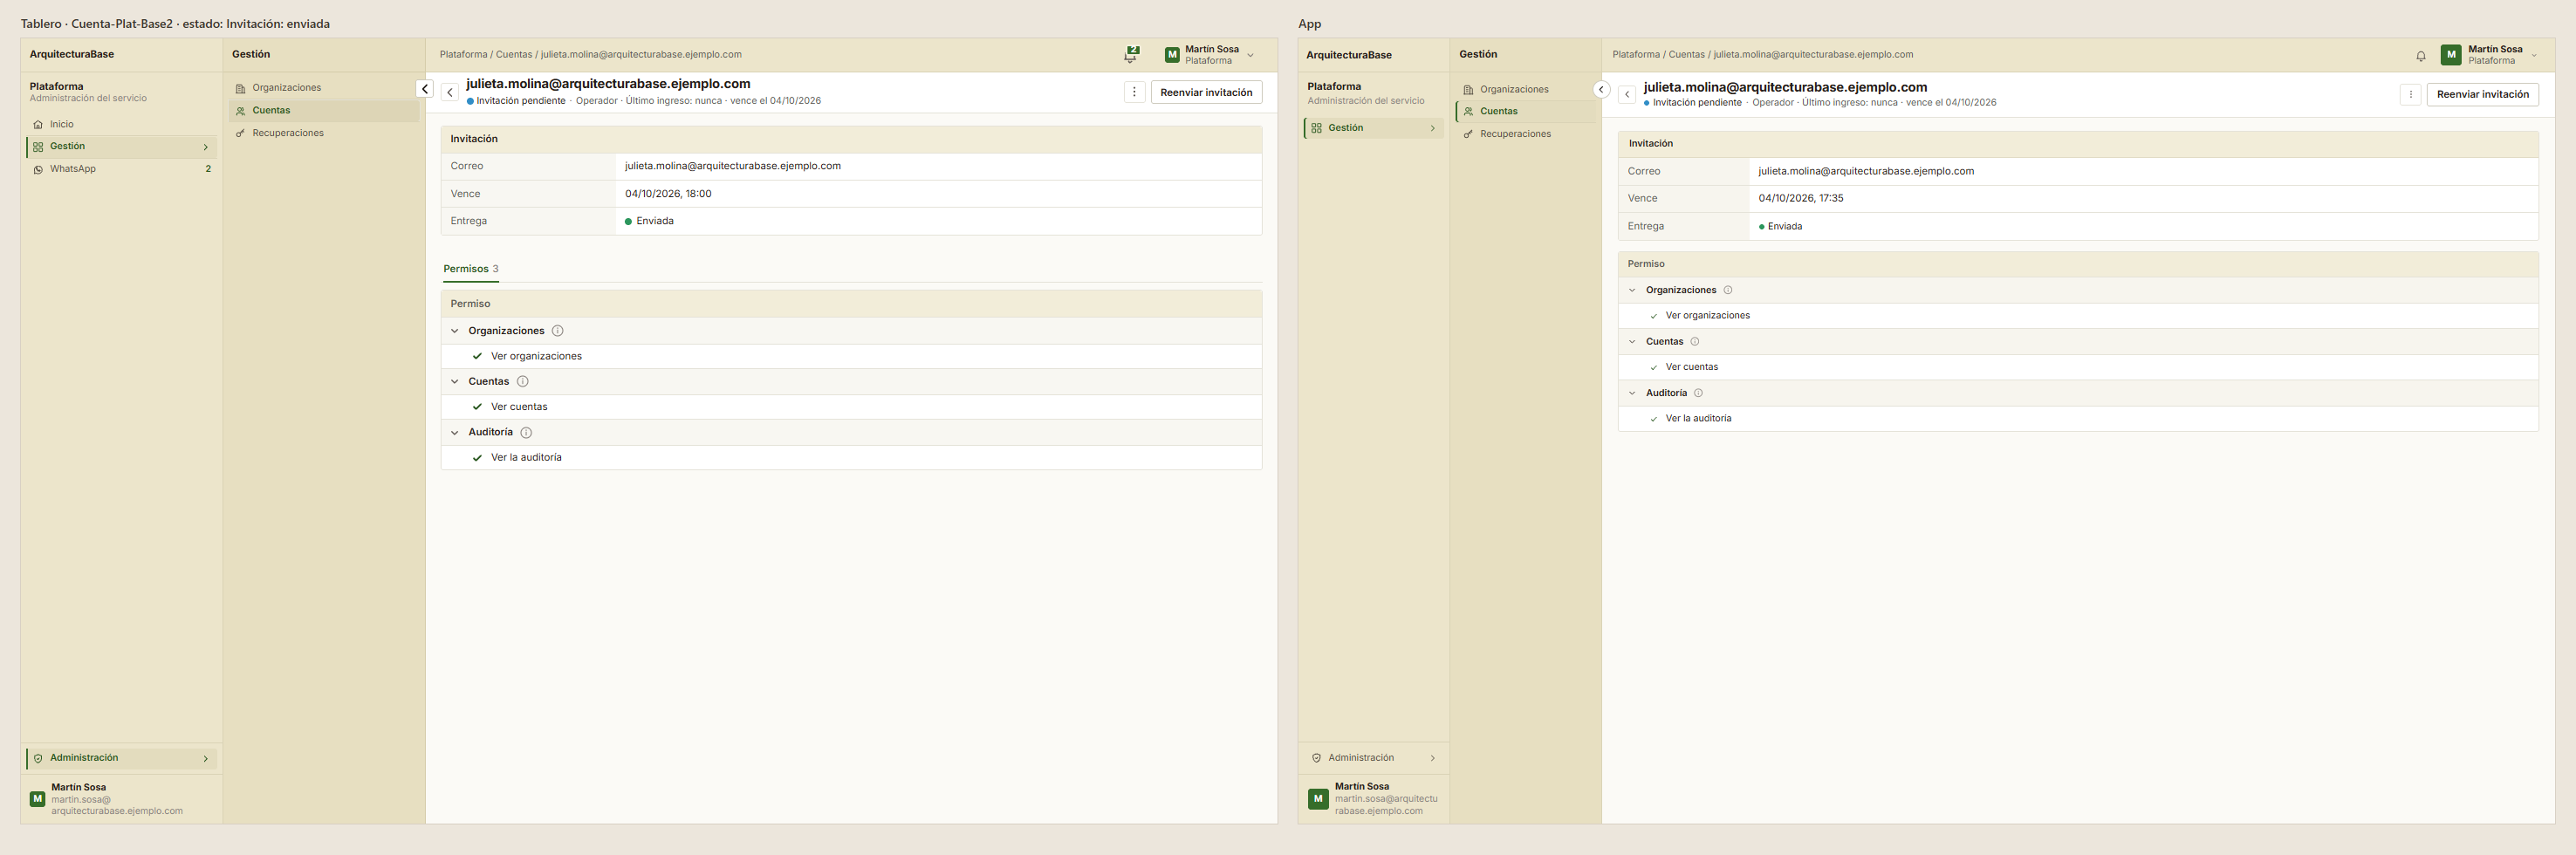 Tablero · Cuenta-Plat-Base2 · estado: Invitación: enviada
ArquitecturaBase
Plataforma
Administración del servicio
Inicio
Gestión
WhatsApp 2
Administración
M
Martín Sosa
martin.sosa@
arquitecturabase.ejemplo.com
Gestión
Organizaciones
Cuentas
Recuperaciones
Plataforma / Cuentas / julieta.molina@arquitecturabase.ejemplo.com
2
M
Martín Sosa
Plataforma
julieta.molina@arquitecturabase.ejemplo.com
Invitación pendiente · Operador · Último ingreso: nunca · vence el 04/10/2026
Reenviar invitación
Invitación
Correo julieta.molina@arquitecturabase.ejemplo.com
Vence 04/10/2026, 18:00
Entrega Enviada
Permisos 3
Permiso
Organizaciones
Ver organizaciones
Cuentas
Ver cuentas
Auditoría
Ver la auditoría
App
ArquitecturaBase
Plataforma
Administración del servicio
Gestión
Administración
M
Martín Sosa
martin.sosa@arquitectu
rabase.ejemplo.com
Gestión
Organizaciones
Cuentas
Recuperaciones
Plataforma / Cuentas / julieta.molina@arquitecturabase.ejemplo.com
M
Martín Sosa
Plataforma
julieta.molina@arquitecturabase.ejemplo.com
Invitación pendiente · Operador · Último ingreso: nunca · vence el 04/10/2026
Reenviar invitación
Invitación
Correo julieta.molina@arquitecturabase.ejemplo.com
Vence 04/10/2026, 17:35
Entrega Enviada
Permiso
Organizaciones
Ver organizaciones
Cuentas
Ver cuentas
Auditoría
Ver la auditoría